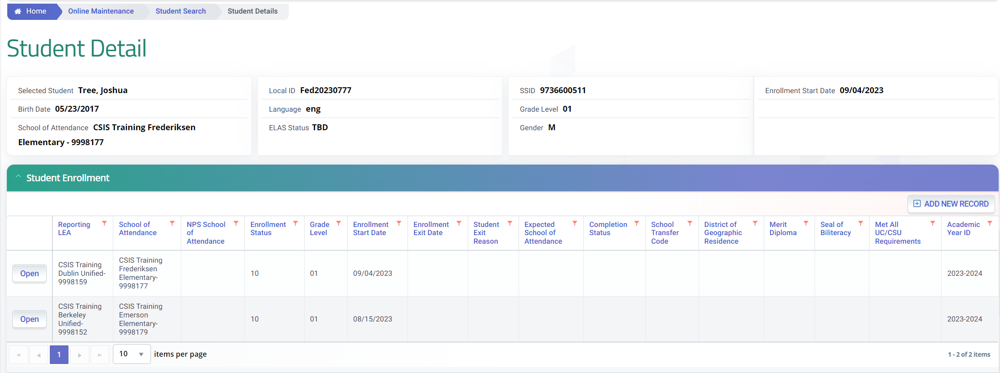 Home Online Maintenance Student Search Student Details
Student Detail
Selected Student Tree, Joshua
Birth Date 05/23/2017
School of Attendance CSIS Training Frederiksen
Elementary - 9998177
Local ID Fed20230777
Language eng
ELAS Status TBD
SSID 9736600511
Grade Level 01
Gender M
Enrollment Start Date 09/04/2023
Student Enrollment
ADD NEW RECORD
Reporting
LEA
School of
Attendance
NPS School
of
Attendance
Enrollment
Status
Grade
Level
Enrollment
Start Date
Enrollment
Exit Date
Student
Exit
Reason
Expected
School of
Attendance
Completion
Status
School
Transfer
Code
District of
Geographic
Residence
Merit
Diploma
Seal of
Biliteracy
Met All
UC/CSU
Requirements
Academic
Year ID
Open
CSIS Training
Dublin Unified-
9998159
CSIS Training
Frederiksen
Elementary-
9998177
10
01
09/04/2023
2023-2024
Open
CSIS Training
Berkeley
Unified-
9998152
CSIS Training
Emerson
Elementary-
9998179
10
01
08/15/2023
2023-2024
1
10
items per page
1 - 2 of 2 items